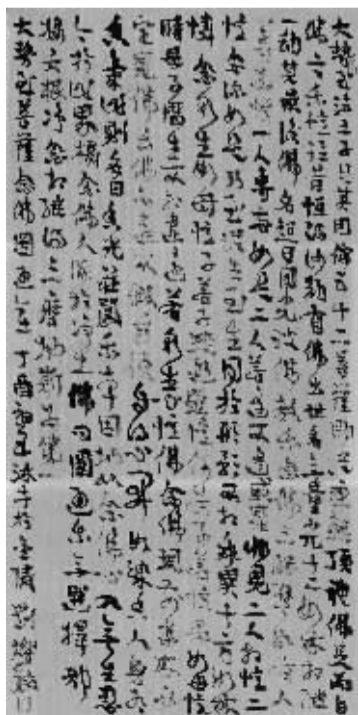 大勢至法王子與其同倫五十二菩薩即從座起頂禮佛足而白
佛言我憶往昔恒河沙劫有佛出世名無量光十二如來相繼
一劫其最後佛名超日月光彼佛教我念佛三昧譬如有人
一人專忘如是二人若逢不逢或見非見二人相憶二
憶念深如是乃至從生至生同於形影不相乖異十方如來
憐念眾生如母憶子若子逃逝雖憶何為子若憶母如母憶
時母子歷生不相違遠若眾生心憶佛念佛現前當來必
定見佛去佛不遠不假方便自得心開如染香人身有
香氣此則名曰香光莊嚴我本因地以念佛心入無生忍
今於此界攝念佛人歸於淨土佛問圓通我無選擇都
攝六根淨念相繼得三摩地斯為第一
大勢至菩薩念佛圓通章丁酉